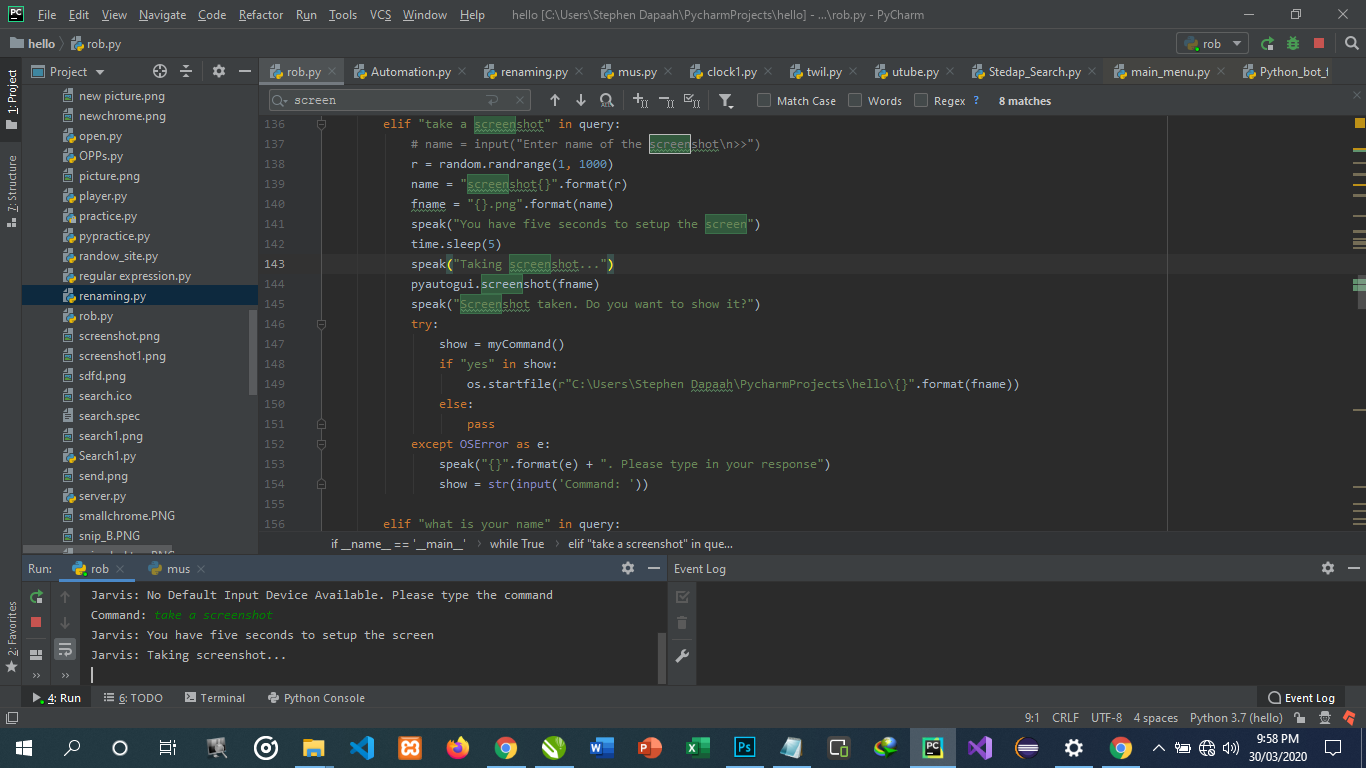 File Edit View Navigate Code Refactor Run Tools VCS Window Help hello [C:\Users\Stephen Dapaah\PycharmProjects\hello] - ...\rob.py - PyCharm
hello rob.py rob
1: Project
7: Structure
2: Favorites
Project
new picture.png
newchrome.png
open.py
OPPs.py
picture.png
player.py
practice.py
pypractice.py
randow_site.py
regular expression.py
renaming.py
rob.py
screenshot.png
screenshot1.png
sdfd.png
search.ico
search.spec
search1.png
Search1.py
send.png
server.py
smallchrome.PNG
snip_B.PNG
rob.py Automation.py renaming.py mus.py clock1.py twil.py utube.py Stedap_Search.py main_menu.py Python_bot_
screen Match Case Words Regex ? 8 matches
136 elif "take a screenshot" in query:
137 # name = input("Enter name of the screenshot\n>>")
138 r = random.randrange(1, 1000)
139 name = "screenshot{}".format(r)
140 fname = "{}.png".format(name)
141 speak("You have five seconds to setup the screen")
142 time.sleep(5)
143 speak("Taking screenshot...")
144 pyautogui.screenshot(fname)
145 speak("Screenshot taken. Do you want to show it?")
146 try:
147 show = myCommand()
148 if "yes" in show:
149 os.startfile(r"C:\Users\Stephen Dapaah\PycharmProjects\hello\{}".format(fname))
150 else:
151 pass
152 except OSError as e:
153 speak("{}".format(e) + ". Please type in your response")
154 show = str(input('Command: '))
155
156 elif "what is your name" in query:
if __name__ == '__main__' › while True › elif "take a screenshot" in que...
Run: rob mus
Jarvis: No Default Input Device Available. Please type the command
Command: take a screenshot
Jarvis: You have five seconds to setup the screen
Jarvis: Taking screenshot...
Event Log
4: Run 6: TODO Terminal Python Console Event Log
9:1 CRLF UTF-8 4 spaces Python 3.7 (hello)
9:58 PM
30/03/2020